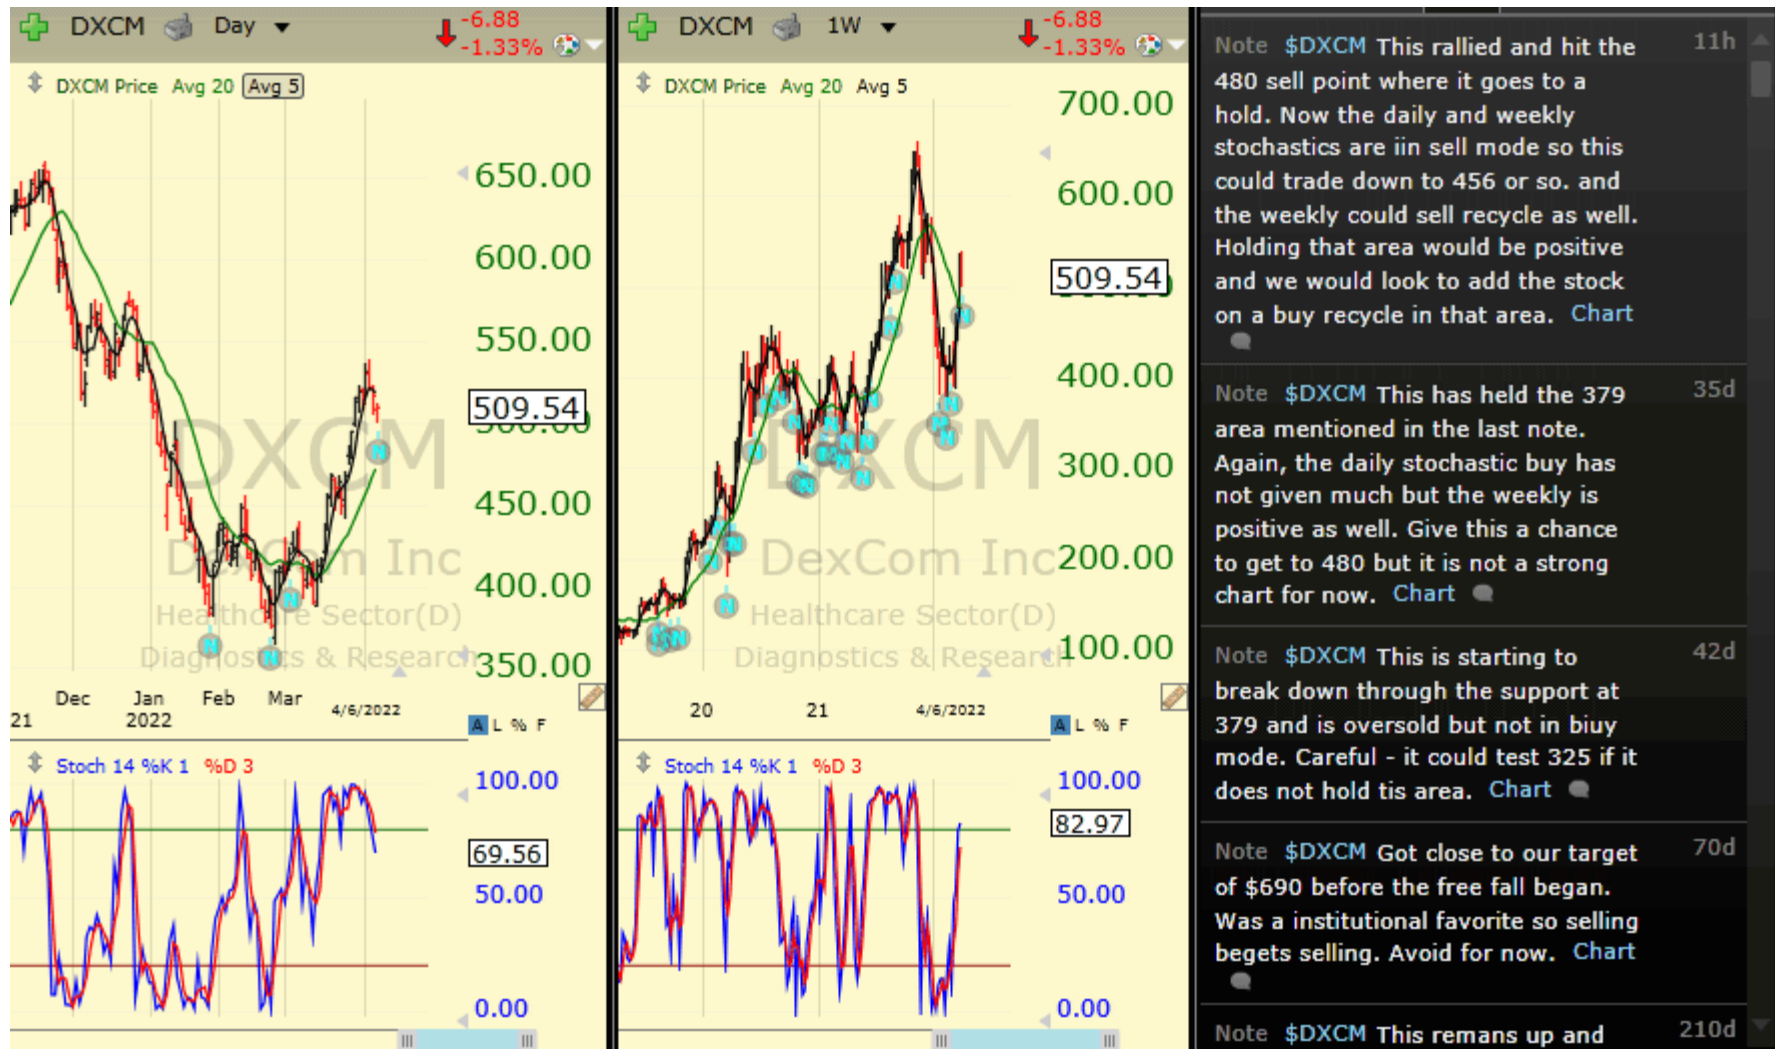 DXCM Day
-6.88
-1.33%
DXCM Price Avg 20 Avg 5
650.00
600.00
550.00
509.54
500.00
450.00
400.00
350.00
DXCM
DexCom Inc
Healthcare Sector(D)
Diagnostics & Research
N
N
N
N
Dec Jan Feb Mar 4/6/2022
21 2022
A L % F
Stoch 14 %K 1 %D 3
100.00
69.56
50.00
0.00
DXCM 1W
-6.88
-1.33%
DXCM Price Avg 20 Avg 5
700.00
600.00
509.54
400.00
300.00
200.00
100.00
DXCM
DexCom Inc
Healthcare Sector(D)
Diagnostics & Research
20 21 4/6/2022
A L % F
Stoch 14 %K 1 %D 3
100.00
82.97
50.00
0.00
Note $DXCM This rallied and hit the 11h
480 sell point where it goes to a
hold. Now the daily and weekly
stochastics are iin sell mode so this
could trade down to 456 or so. and
the weekly could sell recycle as well.
Holding that area would be positive
and we would look to add the stock
on a buy recycle in that area. Chart
Note $DXCM This has held the 379 35d
area mentioned in the last note.
Again, the daily stochastic buy has
not given much but the weekly is
positive as well. Give this a chance
to get to 480 but it is not a strong
chart for now. Chart
Note $DXCM This is starting to 42d
break down through the support at
379 and is oversold but not in biuy
mode. Careful - it could test 325 if it
does not hold tis area. Chart
Note $DXCM Got close to our target 70d
of $690 before the free fall began.
Was a institutional favorite so selling
begets selling. Avoid for now. Chart
Note $DXCM This remans up and 210d